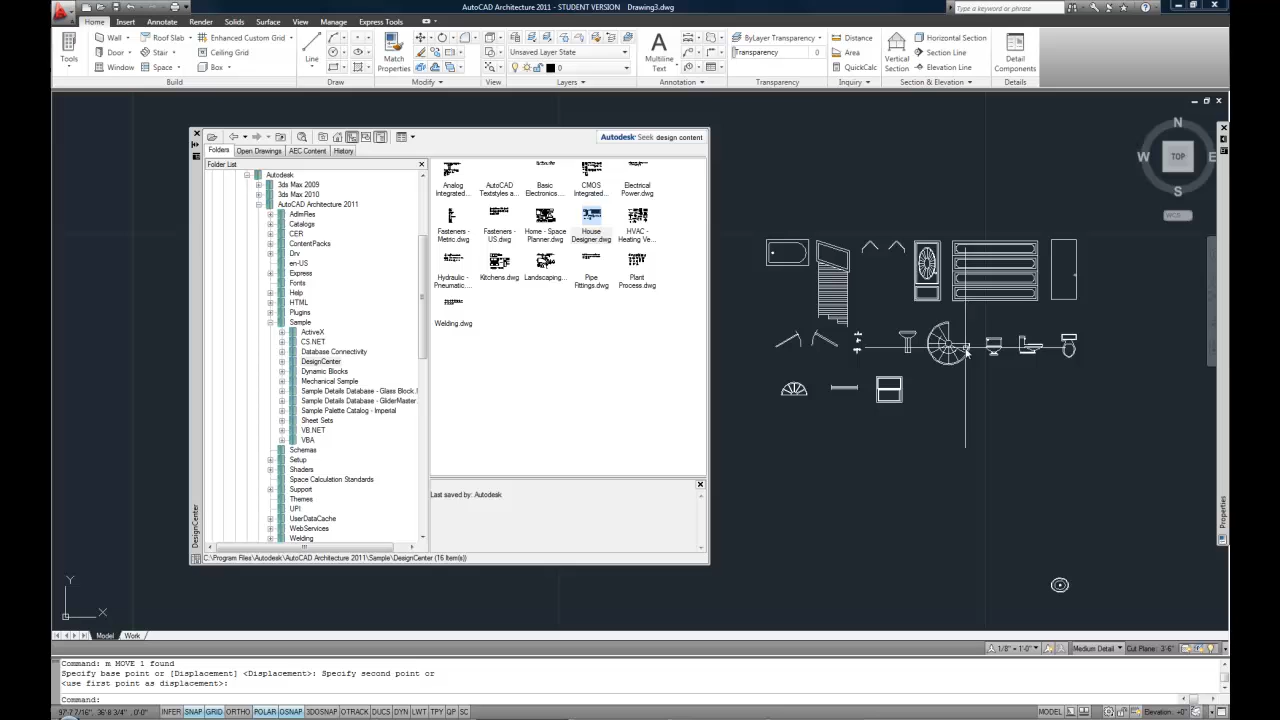 AutoCAD Architecture 2011 - STUDENT VERSION Drawing3.dwg
Type a keyword or phrase
Home Insert Annotate Render Solids Surface View Manage Express Tools
Tools
Wall
Roof Slab
Enhanced Custom Grid
Door
Stair
Ceiling Grid
Window
Space
Box
Build
Line
Draw
Match
Properties
Modify
View
Unsaved Layer State
0
Layers
Multiline
Text
Annotation
ByLayer Transparency
Transparency 0
Transparency
Distance
Area
QuickCalc
Inquiry
Vertical
Section
Horizontal Section
Section Line
Elevation Line
Section & Elevation
Detail
Components
Details
Autodesk Seek design content
Folders Open Drawings AEC Content History
Folder List
Autodesk
3ds Max 2009
3ds Max 2010
AutoCAD Architecture 2011
AdlmRes
Catalogs
CER
ContentPacks
Drv
en-US
Express
Fonts
Help
HTML
Plugins
Sample
ActiveX
CS.NET
Database Connectivity
DesignCenter
Dynamic Blocks
Mechanical Sample
Sample Details Database - Glass Block.
Sample Details Database - GliderMaster
Sample Palette Catalog - Imperial
Sheet Sets
VB.NET
VBA
Schemas
Setup
Shaders
Space Calculation Standards
Support
Themes
UPI
UserDataCache
WebServices
Welding
Analog
Integrated...
AutoCAD
Textstyles a...
Basic
Electronics....
CMOS
Integrated...
Electrical
Power.dwg
Fasteners -
Metric.dwg
Fasteners -
US.dwg
Home - Space
Planner.dwg
House
Designer.dwg
HVAC -
Heating Ve...
Hydraulic -
Pneumatic....
Kitchens.dwg
Landscaping...
Pipe
Fittings.dwg
Plant
Process.dwg
Welding.dwg
Last saved by: Autodesk
DesignCenter
C:\Program Files\Autodesk\AutoCAD Architecture 2011\Sample\DesignCenter (16 Item(s))
N
W TOP E
S
WCS
Properties
Y
X
Model Work
1/8" = 1'-0" Medium Detail Cut Plane: 3'-6"
Command: m MOVE 1 found
Specify base point or [Displacement] <Displacement>: Specify second point or
<use first point as displacement>:
Command:
INFER SNAP GRID ORTHO POLAR OSNAP 3DOSNAP OTRACK DUCS DYN LWT TPY QP SC
MODEL
Elevation: +0"